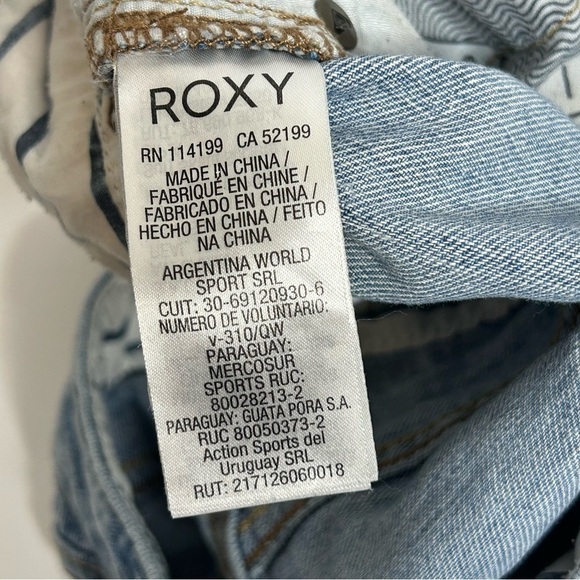 ROXY
RN 114199 CA 52199
MADE IN CHINA /
FABRIQUÉ EN CHINE /
FABRICADO EN CHINA /
HECHO EN CHINA / FEITO
NA CHINA
ARGENTINA WORLD
SPORT SRL
CUIT: 30-69120930-6
NUMERO DE VOLUNTARIO:
v-310/QW
PARAGUAY:
MERCOSUR
SPORTS RUC:
80028213-2
PARAGUAY: GUATA PORA S.A.
RUC 80050373-2
Action Sports del
Uruguay SRL
RUT: 217126060018